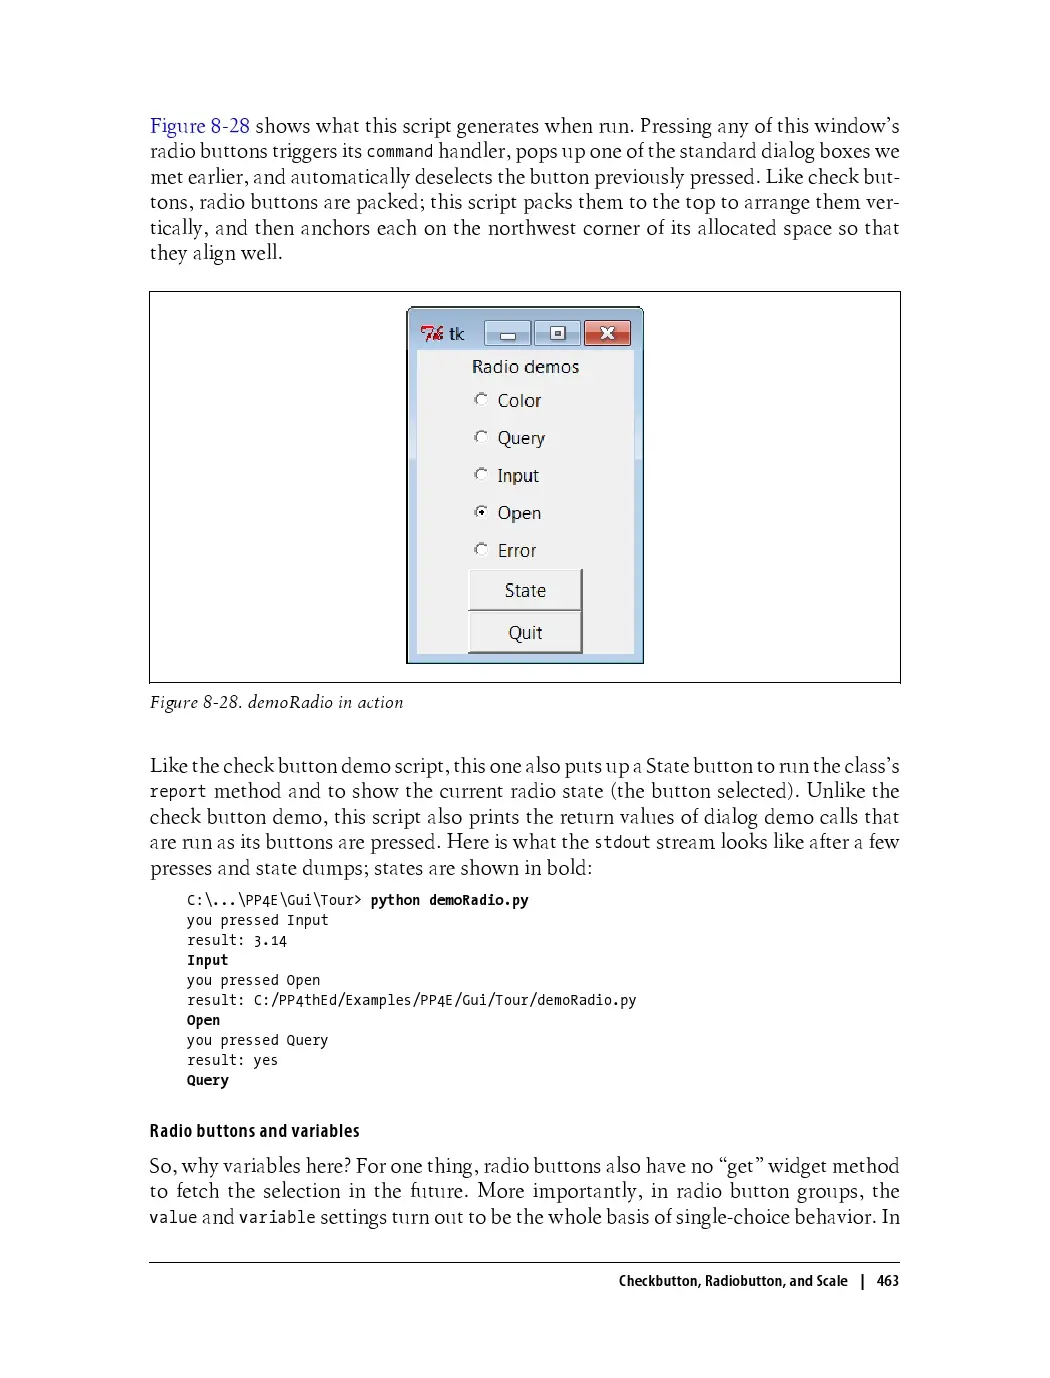 Figure 8-28 shows what this script generates when run. Pressing any of this window’s
radio buttons triggers its command handler, pops up one of the standard dialog boxes we
met earlier, and automatically deselects the button previously pressed. Like check but-
tons, radio buttons are packed; this script packs them to the top to arrange them ver-
tically, and then anchors each on the northwest corner of its allocated space so that
they align well.
tk
Radio demos
Color
Query
Input
Open
Error
State
Quit
Figure 8-28. demoRadio in action
Like the check button demo script, this one also puts up a State button to run the class’s
report method and to show the current radio state (the button selected). Unlike the
check button demo, this script also prints the return values of dialog demo calls that
are run as its buttons are pressed. Here is what the stdout stream looks like after a few
presses and state dumps; states are shown in bold:
C:\...\PP4E\Gui\Tour> python demoRadio.py
you pressed Input
result: 3.14
Input
you pressed Open
result: C:/PP4thEd/Examples/PP4E/Gui/Tour/demoRadio.py
Open
you pressed Query
result: yes
Query
Radio buttons and variables
So, why variables here? For one thing, radio buttons also have no “get” widget method
to fetch the selection in the future. More importantly, in radio button groups, the
value and variable settings turn out to be the whole basis of single-choice behavior. In
Checkbutton, Radiobutton, and Scale | 463